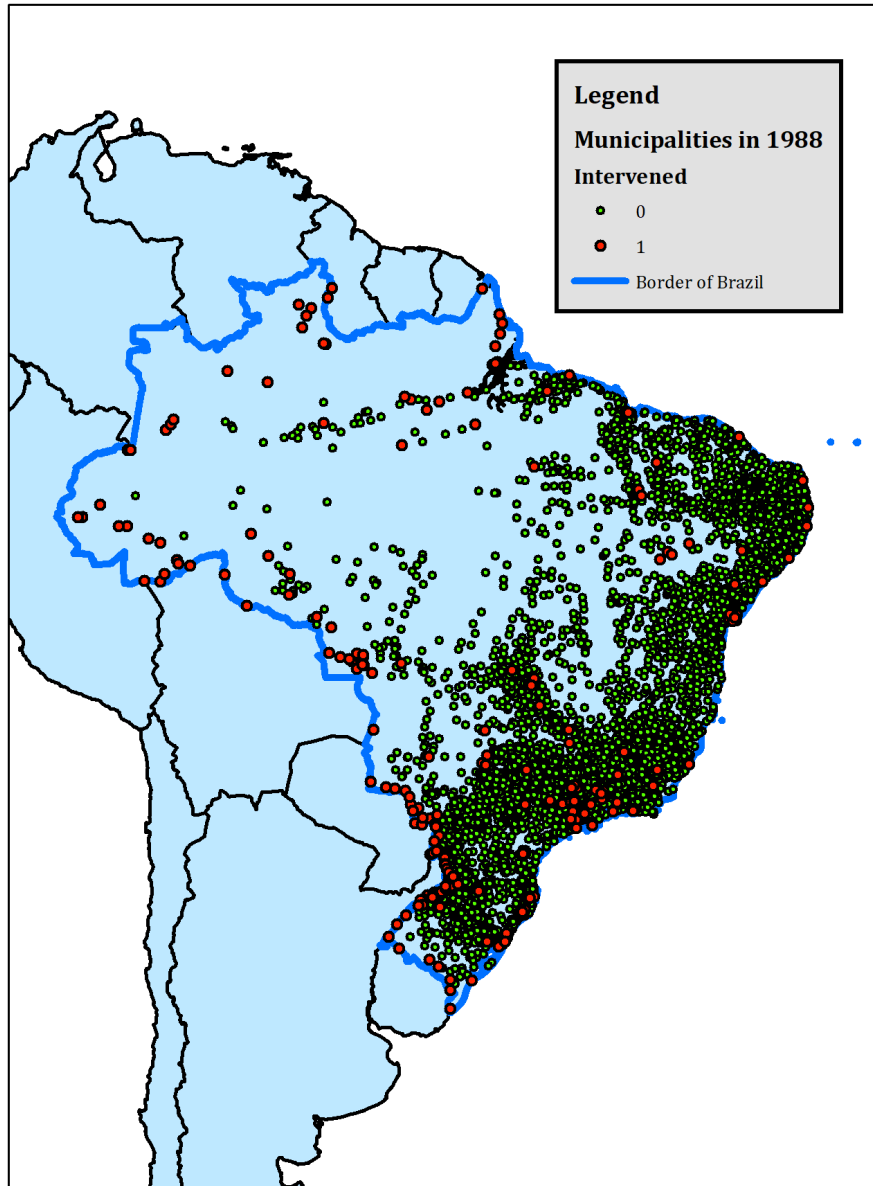 Legend
Municipalities in 1988
Intervened
0
1
Border of Brazil